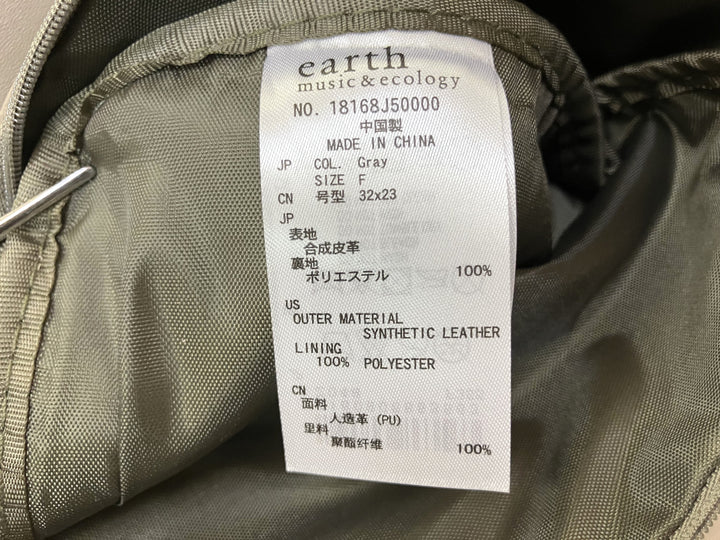 earth
music&ecology
NO. 18168J50000
中国製
MADE IN CHINA
JP COL. Gray
SIZE F
CN 号型 32x23
JP
表地
合成皮革
裏地
ポリエステル 100%
US
OUTER MATERIAL
SYNTHETIC LEATHER
LINING
100% POLYESTER
CN
面料
人造革 (PU)
里料
聚酯纤维 100%